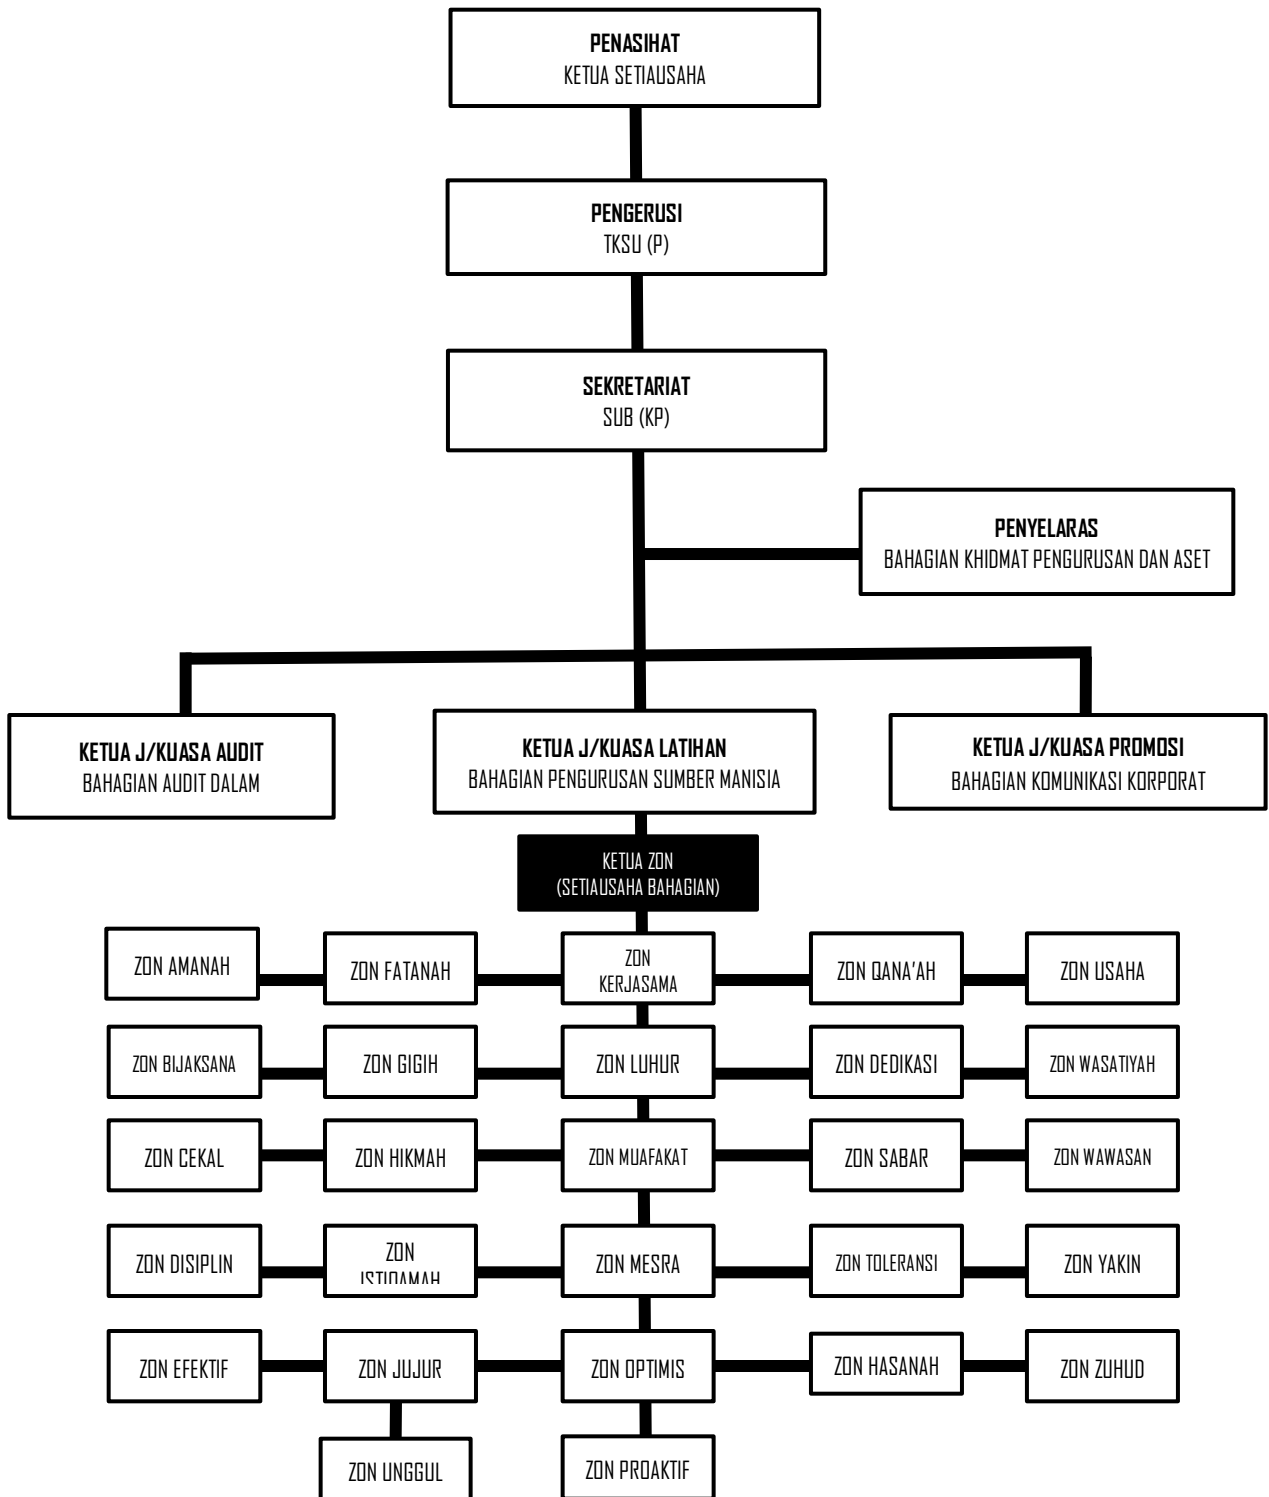 PENASIHAT
KETUA SETIAUSAHA
PENGERUSI
TKSU (P)
SEKRETARIAT
SUB (KP)
PENYELARAS
BAHAGIAN KHIDMAT PENGURUSAN DAN ASET
KETUA J/KUASA AUDIT
BAHAGIAN AUDIT DALAM
KETUA J/KUASA LATIHAN
BAHAGIAN PENGURUSAN SUMBER MANISIA
KETUA J/KUASA PROMOSI
BAHAGIAN KOMUNIKASI KORPORAT
KETUA ZON
(SETIAUSAHA BAHAGIAN)
ZON AMANAH
ZON FATANAH
ZON
KERJASAMA
ZON QANA'AH
ZON USAHA
ZON BIJAKSANA
ZON GIGIH
ZON LUHUR
ZON DEDIKASI
ZON WASATIYAH
ZON CEKAL
ZON HIKMAH
ZON MUAFAKAT
ZON SABAR
ZON WAWASAN
ZON DISIPLIN
ZON
ISTIQAMAH
ZON MESRA
ZON TOLERANSI
ZON YAKIN
ZON EFEKTIF
ZON JUJUR
ZON OPTIMIS
ZON HASANAH
ZON ZUHUD
ZON UNGGUL
ZON PROAKTIF